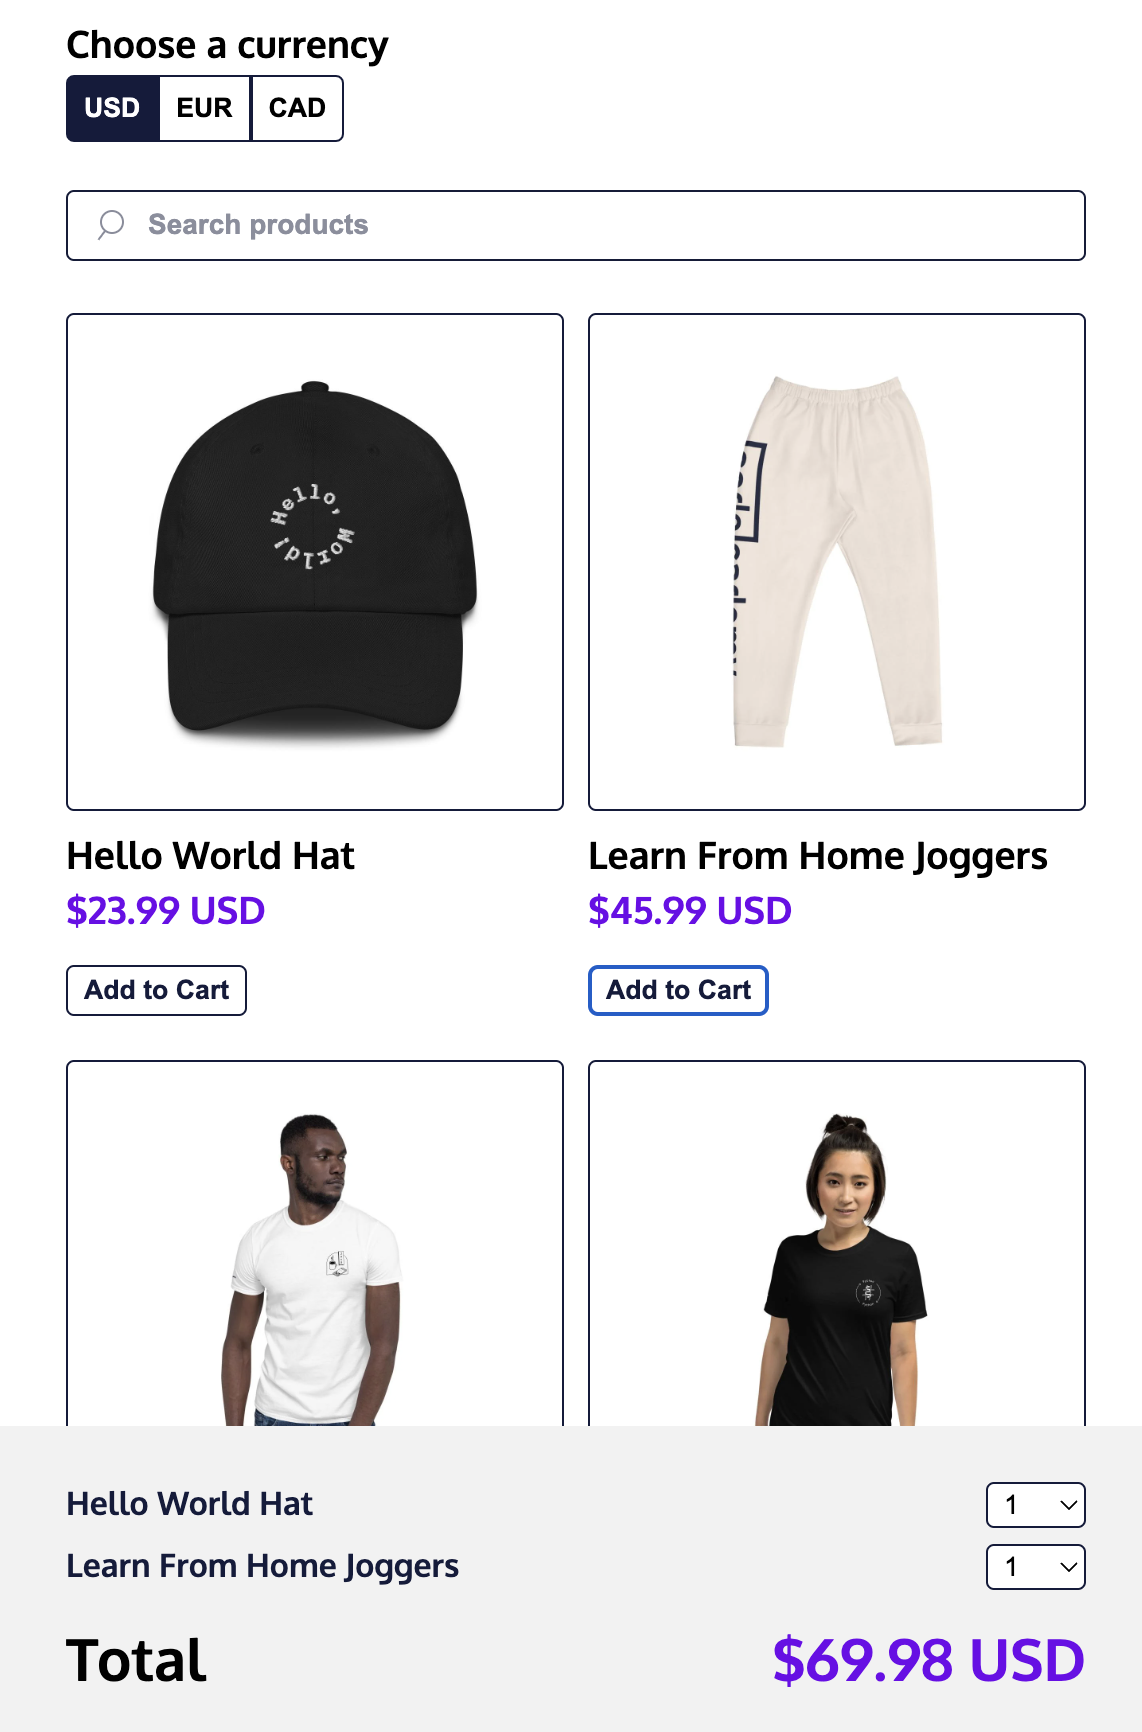 Choose a currency
USD EUR CAD
Search products
Hello, World!
codecademy
Hello World Hat
$23.99 USD
Add to Cart
Learn From Home Joggers
$45.99 USD
Add to Cart
Hello World Hat 1
Learn From Home Joggers 1
Total $69.98 USD